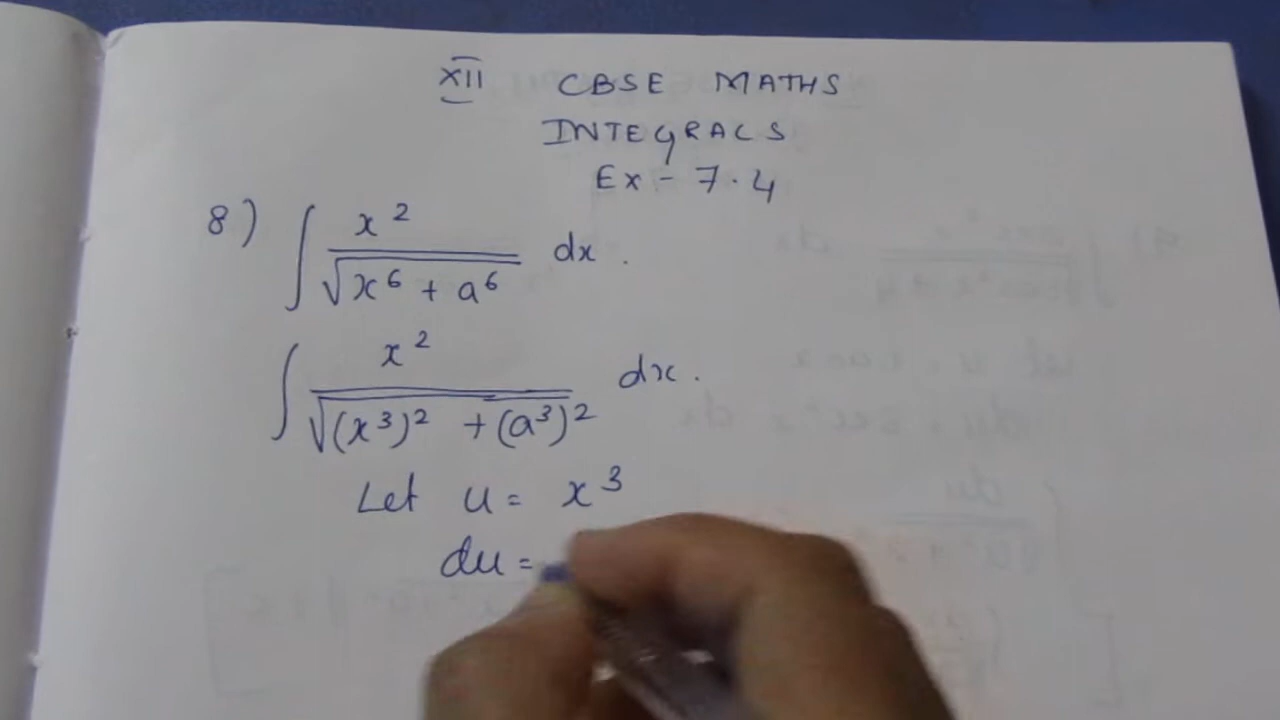 XII CBSE MATHS
INTEGRALS
Ex - 7.4
8) ∫ x² / √(x⁶ + a⁶) dx.
∫ x² / √((x³)² + (a³)²) dx.
Let u = x³
du =